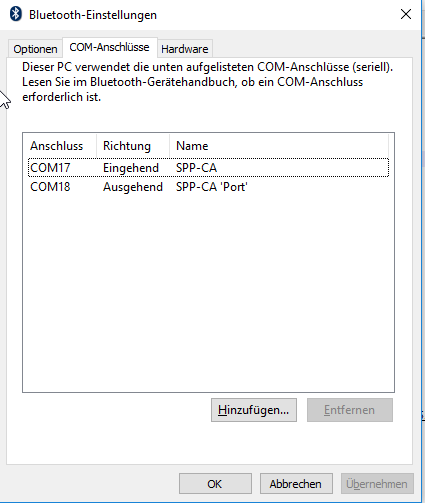 Bluetooth-Einstellungen
Optionen COM-Anschlüsse Hardware
Dieser PC verwendet die unten aufgelisteten COM-Anschlüsse (seriell).
Lesen Sie im Bluetooth-Gerätehandbuch, ob ein COM-Anschluss
erforderlich ist.
Anschluss Richtung Name
COM17 Eingehend SPP-CA
COM18 Ausgehend SPP-CA 'Port'
Hinzufügen... Entfernen
OK Abbrechen Übernehmen